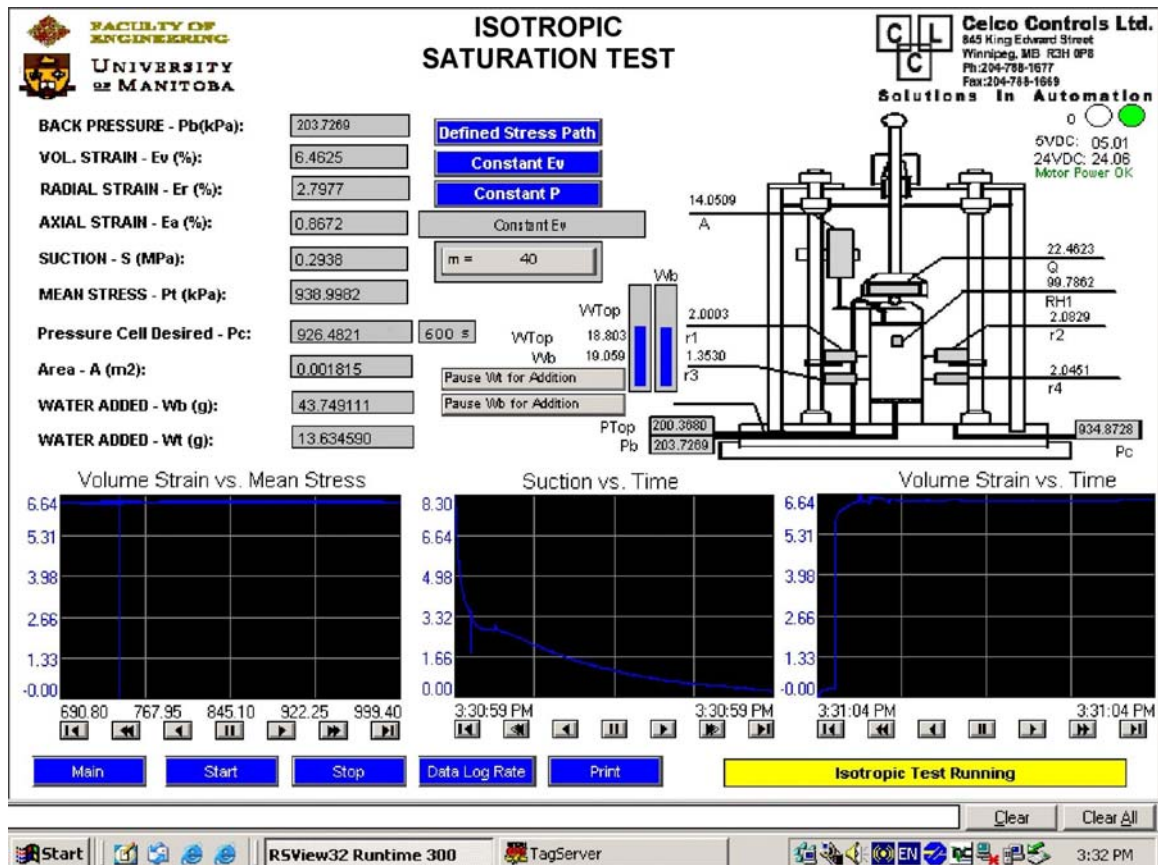 FACULTY OF
ENGINEERING
UNIVERSITY
OF MANITOBA
ISOTROPIC
SATURATION TEST
C L C
Celco Controls Ltd.
845 King Edward Street
Winnipeg, MB R3H 0P8
Ph:204-788-1677
Fax:204-788-1669
Solutions In Automation
0
5VDC: 05.01
24VDC: 24.06
Motor Power OK
BACK PRESSURE - Pb(kPa): 203.7269
VOL. STRAIN - Ev (%): 6.4625
RADIAL STRAIN - Er (%): 2.7977
AXIAL STRAIN - Ea (%): 0.8672
SUCTION - S (MPa): 0.2938
MEAN STRESS - Pt (kPa): 938.9982
Pressure Cell Desired - Pc: 926.4821 600 s
Area - A (m2): 0.001815
WATER ADDED - Wb (g): 43.749111
WATER ADDED - Wt (g): 13.634590
Defined Stress Path
Constant Ev
Constant P
Constant Ev
m = 40
Wb
WTop
WTop 18.803
Wb 19.059
Pause Wt for Addition
Pause Wb for Addition
14.0509
A
22.4623
Q
99.7862
RH1
2.0003
r1
2.0829
r2
1.3530
r3
2.0451
r4
PTop 200.3680
Pb 203.7269
934.8728
Pc
Volume Strain vs. Mean Stress
6.64
5.31
3.98
2.66
1.33
-0.00
690.80 767.95 845.10 922.25 999.40
Suction vs. Time
8.30
6.64
4.98
3.32
1.66
0.00
3:30:59 PM 3:30:59 PM
Volume Strain vs. Time
6.64
5.31
3.98
2.66
1.33
-0.00
3:31:04 PM 3:31:04 PM
Main Start Stop Data Log Rate Print
Isotropic Test Running
Clear Clear All
Start RSView32 Runtime 300 TagServer EN 3:32 PM